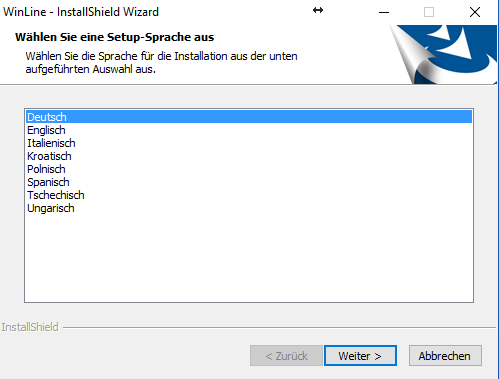 WinLine - InstallShield Wizard
Wählen Sie eine Setup-Sprache aus
Wählen Sie die Sprache für die Installation aus der unten
aufgeführten Auswahl aus.
Deutsch
Englisch
Italienisch
Kroatisch
Polnisch
Spanisch
Tschechisch
Ungarisch
InstallShield
< Zurück Weiter > Abbrechen